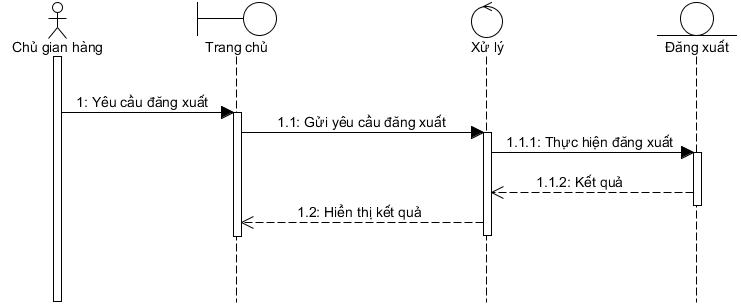 Chủ gian hàng
Trang chủ
Xử lý
Đăng xuất
1: Yêu cầu đăng xuất
1.1: Gửi yêu cầu đăng xuất
1.1.1: Thực hiện đăng xuất
1.1.2: Kết quả
1.2: Hiển thị kết quả